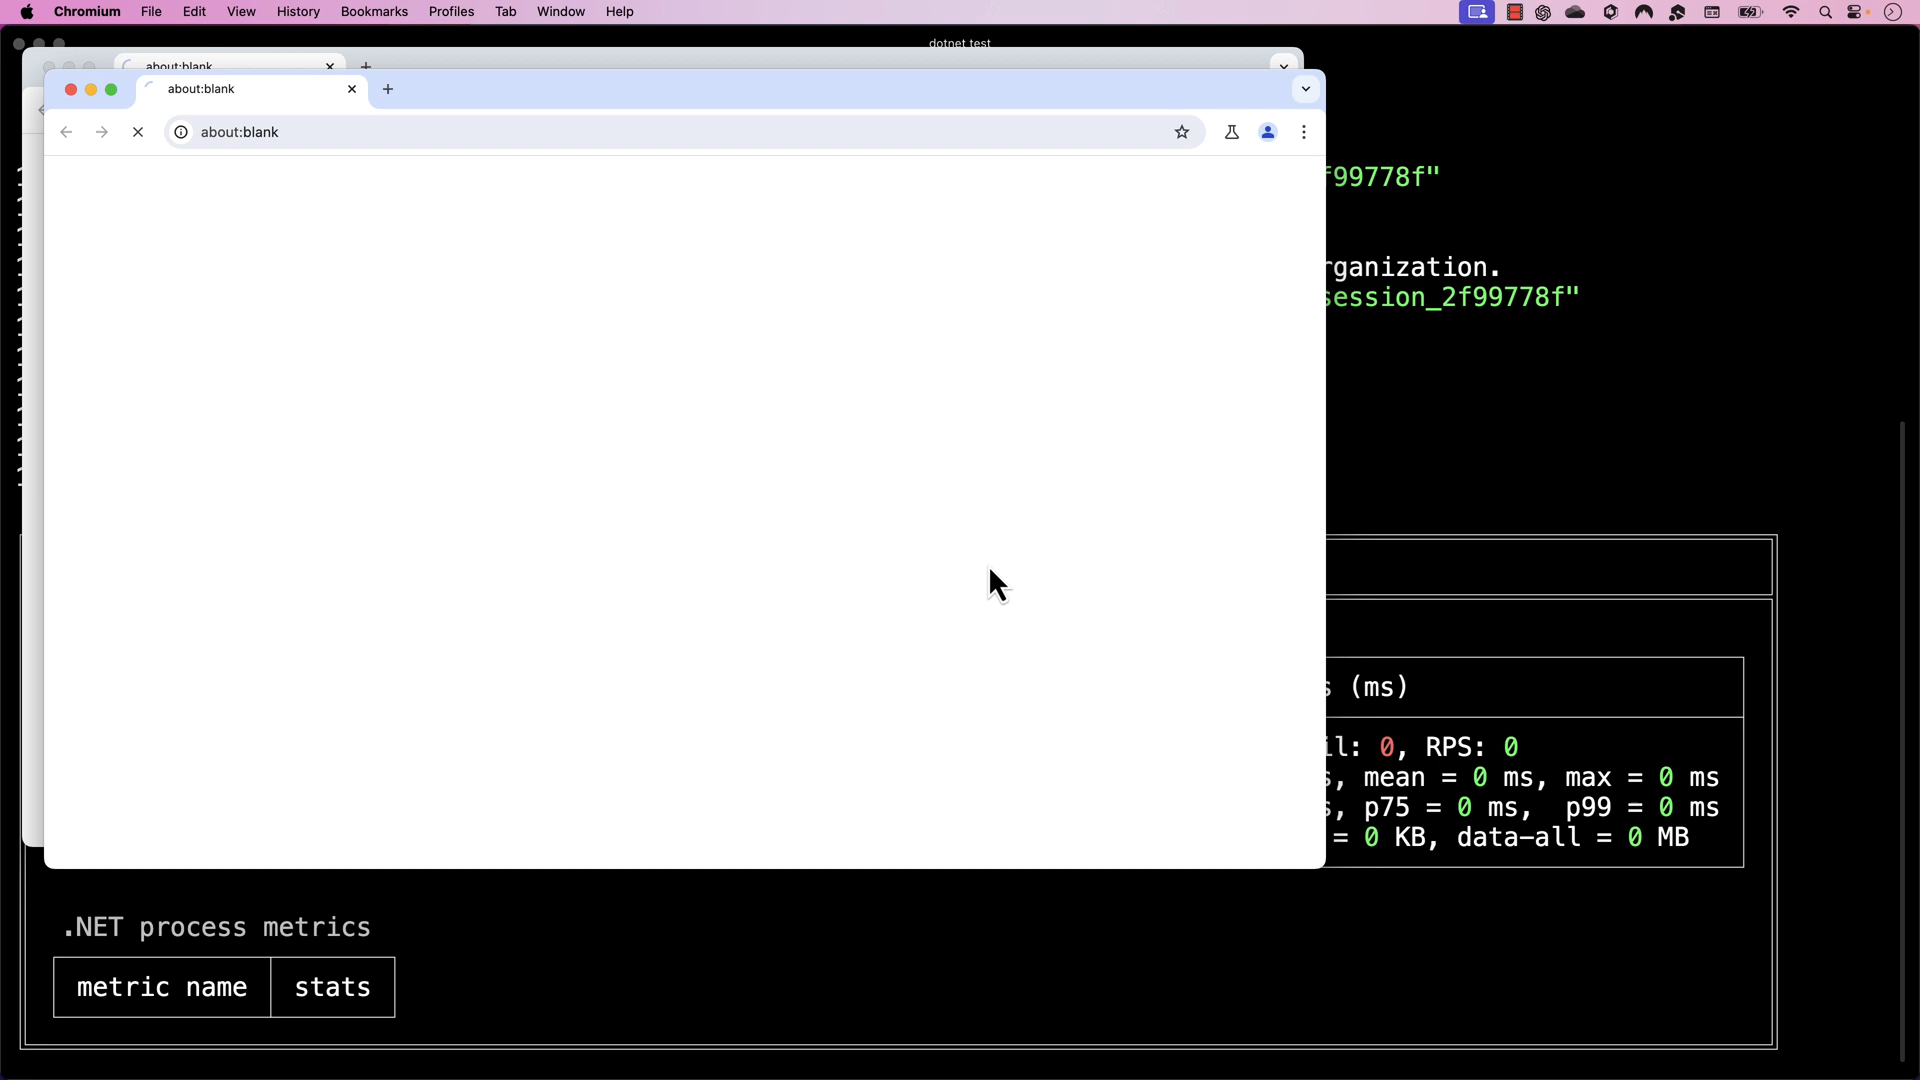 Chromium File Edit View History Bookmarks Profiles Tab Window Help
dotnet test
about:blank
about:blank
about:blank
f99778f"
rganization.
session_2f99778f"
s (ms)
il: 0, RPS: 0
s, mean = 0 ms, max = 0 ms
s, p75 = 0 ms, p99 = 0 ms
= 0 KB, data-all = 0 MB
.NET process metrics
metric name stats